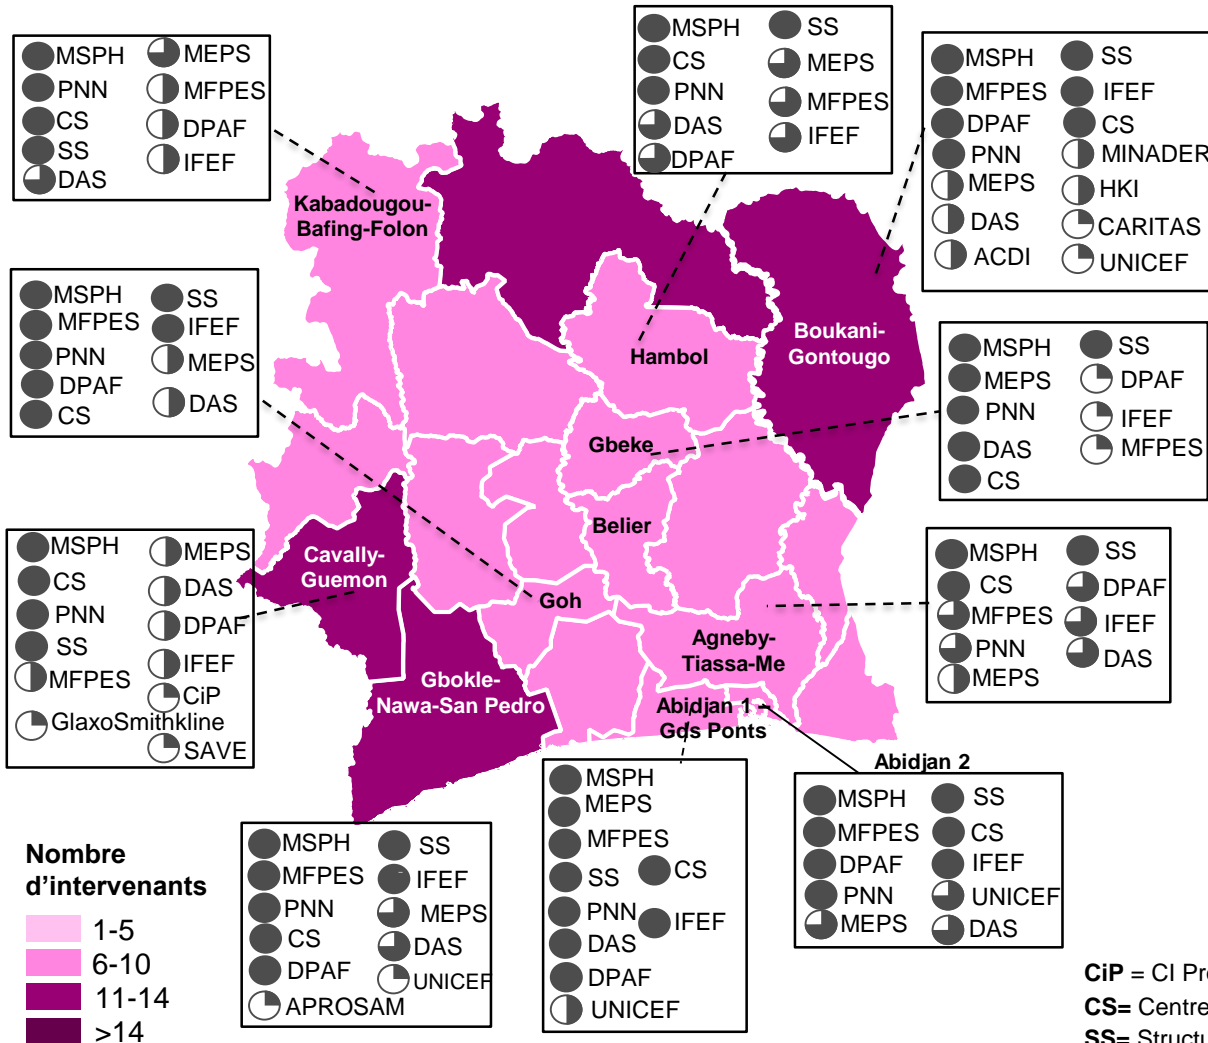 MSPH
PNN
CS
SS
DAS
MEPS
MFPES
DPAF
IFEF
MSPH
CS
PNN
DAS
DPAF
SS
MEPS
MFPES
IFEF
MSPH
MFPES
DPAF
PNN
MEPS
DAS
ACDI
SS
IFEF
CS
MINADER
HKI
CARITAS
UNICEF
Kabadougou-
Bafing-Folon
Hambol
Boukani-
Gontougo
MSPH
MFPES
PNN
DPAF
CS
SS
IFEF
MEPS
DAS
Gbeke
Belier
MSPH
MEPS
PNN
DAS
CS
SS
DPAF
IFEF
MFPES
MSPH
CS
PNN
SS
MFPES
GlaxoSmithkline
MEPS
DAS
DPAF
IFEF
CiP
SAVE
Cavally-
Guemon
Goh
Gbokle-
Nawa-San Pedro
Agneby-
Tiassa-Me
Abidjan 1 –
Gds Ponts
MSPH
CS
MFPES
PNN
MEPS
SS
DPAF
IFEF
DAS
Abidjan 2
MSPH
MFPES
DPAF
PNN
MEPS
SS
CS
IFEF
UNICEF
DAS
MSPH
MEPS
MFPES
SS
PNN
DAS
DPAF
UNICEF
CS
IFEF
MSPH
MFPES
PNN
CS
DPAF
APROSAM
SS
IFEF
MEPS
DAS
UNICEF
Nombre
d’intervenants
1-5
6-10
11-14
>14
CiP = CI Pr
CS= Centre
SS= Structu